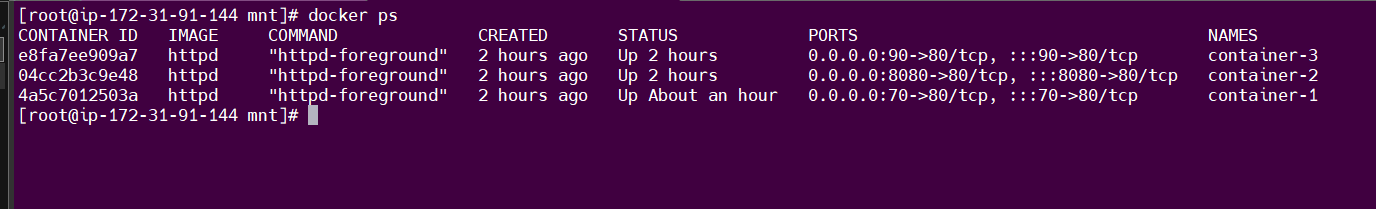 [root@ip-172-31-91-144 mnt]# docker ps
CONTAINER ID   IMAGE   COMMAND   CREATED   STATUS   PORTS   NAMES
e8fa7ee909a7   httpd   "httpd-foreground"   2 hours ago   Up 2 hours   0.0.0.0:90->80/tcp, :::90->80/tcp   container-3
04cc2b3c9e48   httpd   "httpd-foreground"   2 hours ago   Up 2 hours   0.0.0.0:8080->80/tcp, :::8080->80/tcp   container-2
4a5c7012503a   httpd   "httpd-foreground"   2 hours ago   Up About an hour   0.0.0.0:70->80/tcp, :::70->80/tcp   container-1
[root@ip-172-31-91-144 mnt]#